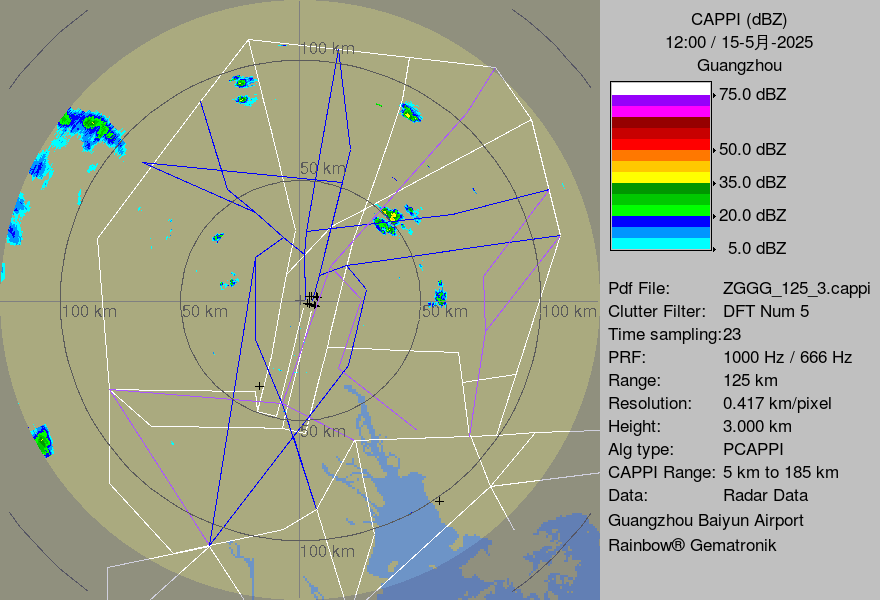 CAPPI (dBZ)
12:00 / 15-5月-2025
Guangzhou
75.0 dBZ
50.0 dBZ
35.0 dBZ
20.0 dBZ
5.0 dBZ
Pdf File: ZGGG_125_3.cappi
Clutter Filter: DFT Num 5
Time sampling:23
PRF: 1000 Hz / 666 Hz
Range: 125 km
Resolution: 0.417 km/pixel
Height: 3.000 km
Alg type: PCAPPI
CAPPI Range: 5 km to 185 km
Data: Radar Data
Guangzhou Baiyun Airport
Rainbow® Gematronik
100 km
50 km
100 km 50 km 50 km 100 km
50 km
100 km